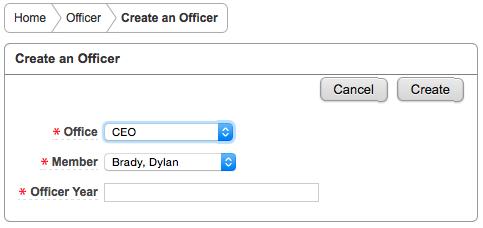 Home Officer Create an Officer
Create an Officer
Cancel Create
* Office CEO
* Member Brady, Dylan
* Officer Year